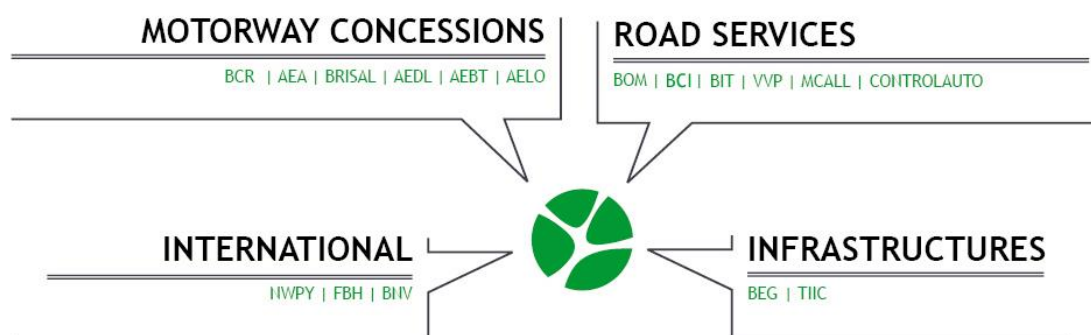 MOTORWAY CONCESSIONS
BCR | AEA | BRISAL | AEDL | AEBT | AELO
ROAD SERVICES
BOM | BCI | BIT | VVP | MCALL | CONTROLAUTO
INTERNATIONAL
NWPY | FBH | BNV
INFRASTRUCTURES
BEG | TIIC